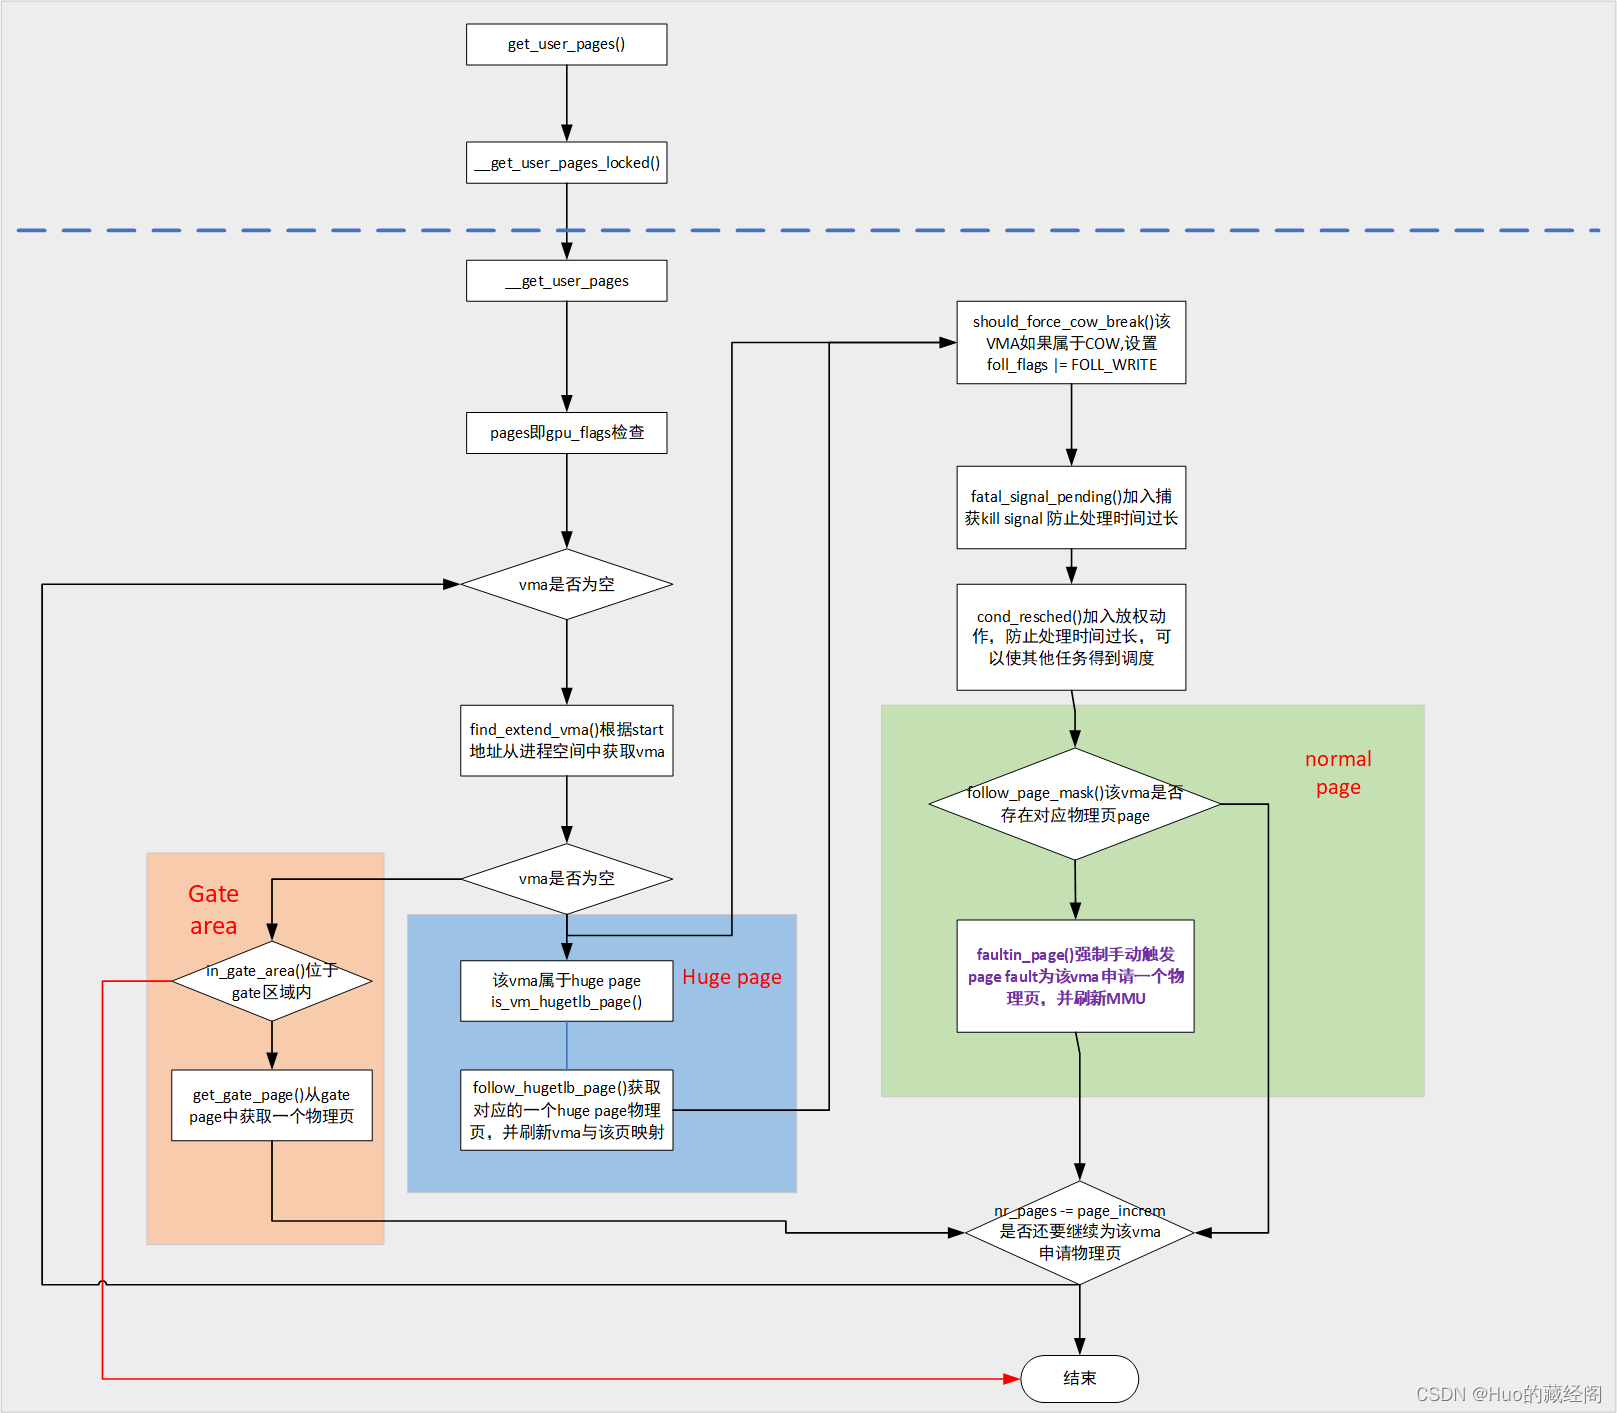 get_user_pages()
__get_user_pages_locked()
__get_user_pages
pages即gpu_flags检查
vma是否为空
find_extend_vma()根据start
地址从进程空间中获取vma
vma是否为空
Gate
area
in_gate_area()位于
gate区域内
get_gate_page()从gate
page中获取一个物理页
Huge page
该vma属于huge page
is_vm_hugetlb_page()
follow_hugetlb_page()获取
对应的一个huge page物理
页，并刷新vma与该页映射
should_force_cow_break()该
VMA如果属于COW,设置
foll_flags |= FOLL_WRITE
fatal_signal_pending()加入捕
获kill signal 防止处理时间过长
cond_resched()加入放权动
作，防止处理时间过长，可
以使其他任务得到调度
normal
page
follow_page_mask()该vma是否
存在对应物理页page
faultin_page()强制手动触发
page fault为该vma申请一个物
理页，并刷新MMU
nr_pages -= page_increm
是否还要继续为该vma
申请物理页
结束
CSDN @Huo的藏经阁